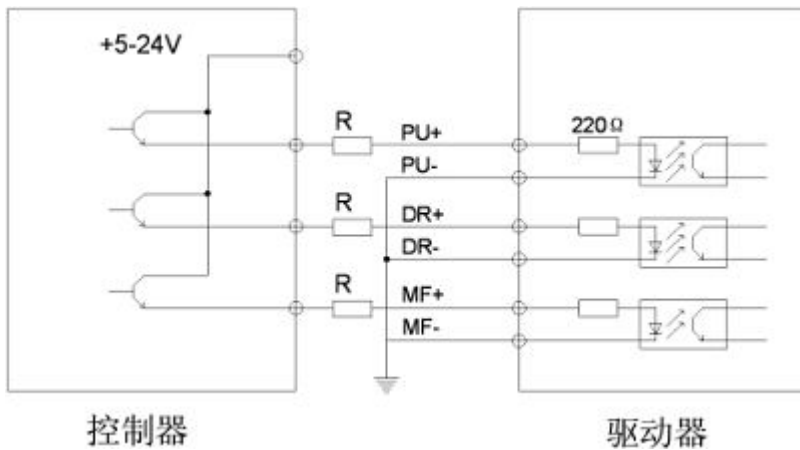 +5-24V
R
PU+
220Ω
PU-
R
DR+
DR-
R
MF+
MF-
控制器
驱动器